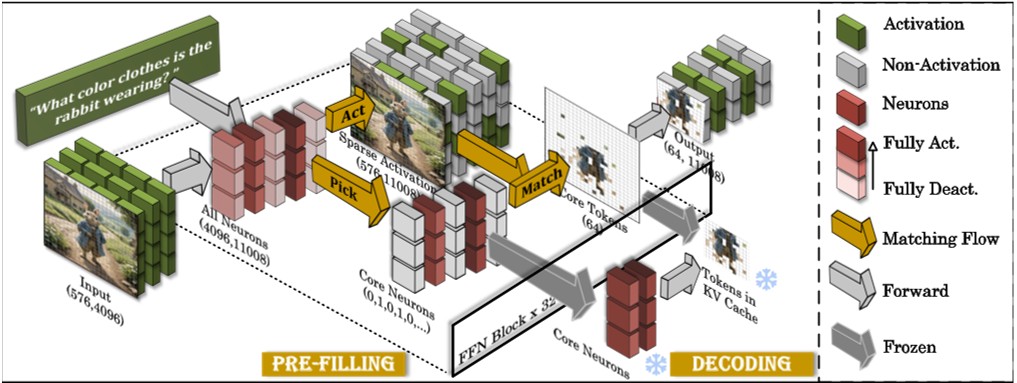 "What color clothes is the
rabbit wearing?"
Input
(576,4096)
All Neurons
(4096,11008)
Act
Pick
Sparse Activation
(576,11008)
Core Neurons
(0,1,0,1,0,...)
Match
Core Tokens
(64)
Output
(64, 11008)
FFN Block x 32
Core Neurons
Tokens in
KV Cache
PRE-FILLING
DECODING
Activation
Non-Activation
Neurons
Fully Act.
Fully Deact.
Matching Flow
Forward
Frozen